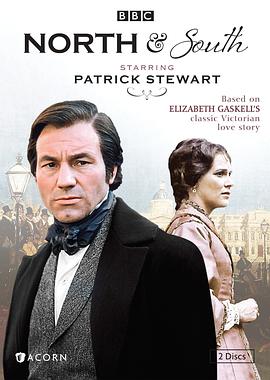 BBC
NORTH & South
STARRING
PATRICK STEWART
Based on
ELIZABETH GASKELL'S
classic Victorian
love story
ACORN
2 Discs